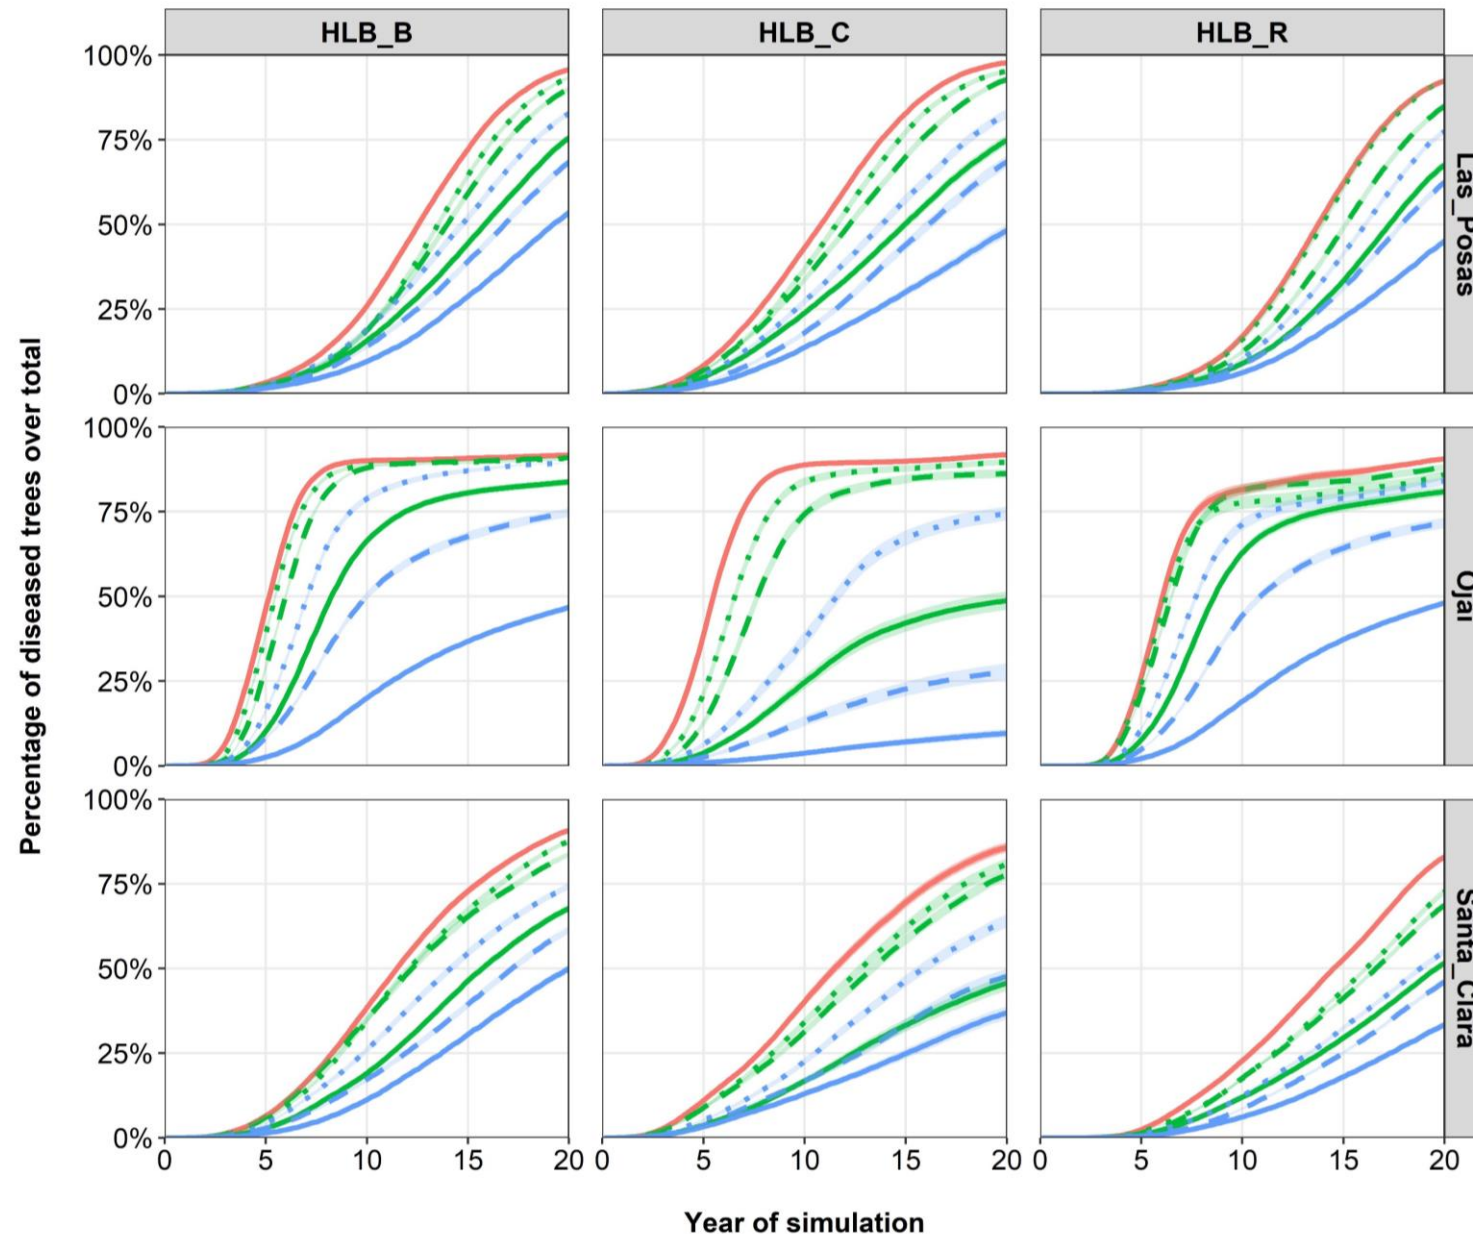 HLB_B HLB_C HLB_R
100%
75%
50%
25%
0%
Las_Posas
100%
75%
50%
25%
0%
Ojai
100%
75%
50%
25%
0%
Santa_Clara
0 5 10 15 20 0 5 10 15 20 0 5 10 15 20
Percentage of diseased trees over total
Year of simulation